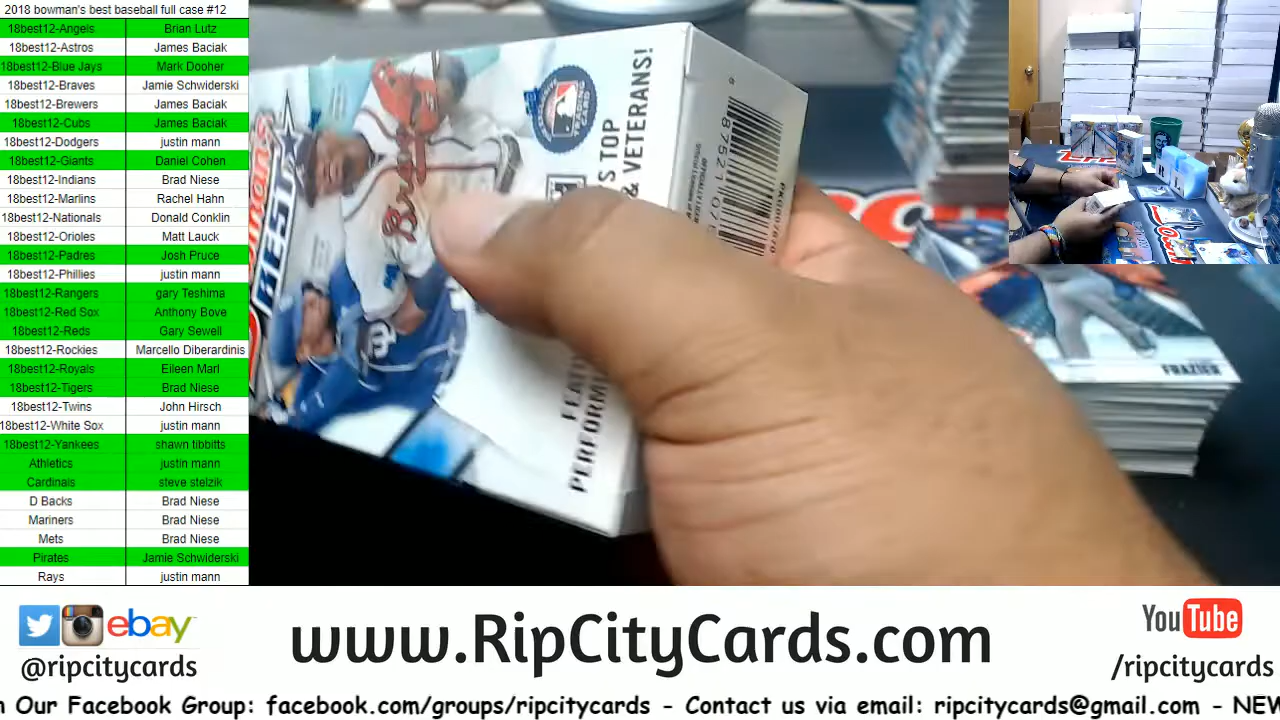 2018 bowman's best baseball full case #12
18best12-Angels Brian Lutz
18best12-Astros James Baciak
18best12-Blue Jays Mark Dooher
18best12-Braves Jamie Schwiderski
18best12-Brewers James Baciak
18best12-Cubs James Baciak
18best12-Dodgers justin mann
18best12-Giants Daniel Cohen
18best12-Indians Brad Niese
18best12-Marlins Rachel Hahn
18best12-Nationals Donald Conklin
18best12-Orioles Matt Lauck
18best12-Padres Josh Pruce
18best12-Phillies justin mann
18best12-Rangers gary Teshima
18best12-Red Sox Anthony Bove
18best12-Reds Gary Sewell
18best12-Rockies Marcello Diberardinis
18best12-Royals Eileen Marl
18best12-Tigers Brad Niese
18best12-Twins John Hirsch
18best12-White Sox justin mann
18best12-Yankees shawn tibbitts
Athletics justin mann
Cardinals steve stelzik
D Backs Brad Niese
Mariners Brad Niese
Mets Brad Niese
Pirates Jamie Schwiderski
Rays justin mann
BEST
S TOP
& VETERANS!
PERFORM
FRAZIER
ebay
@ripcitycards
www.RipCityCards.com
YouTube
/ripcitycards
Our Facebook Group: facebook.com/groups/ripcitycards - Contact us via email: ripcitycards@gmail.com - NEW